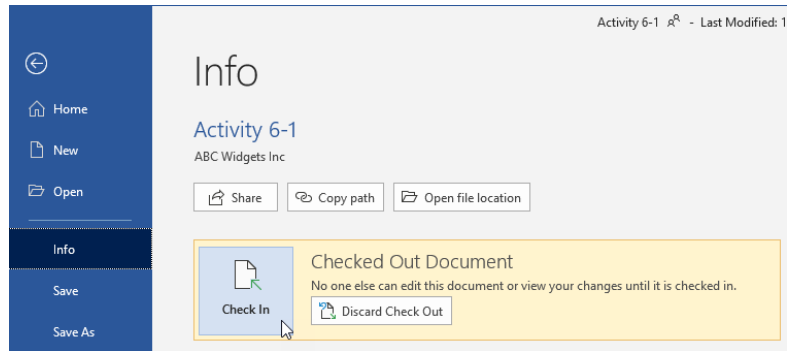 Activity 6-1 - Last Modified: 1
Info
Home
Activity 6-1
New
ABC Widgets Inc
Open
Share Copy path Open file location
Info
Checked Out Document
No one else can edit this document or view your changes until it is checked in.
Save
Check In
Discard Check Out
Save As